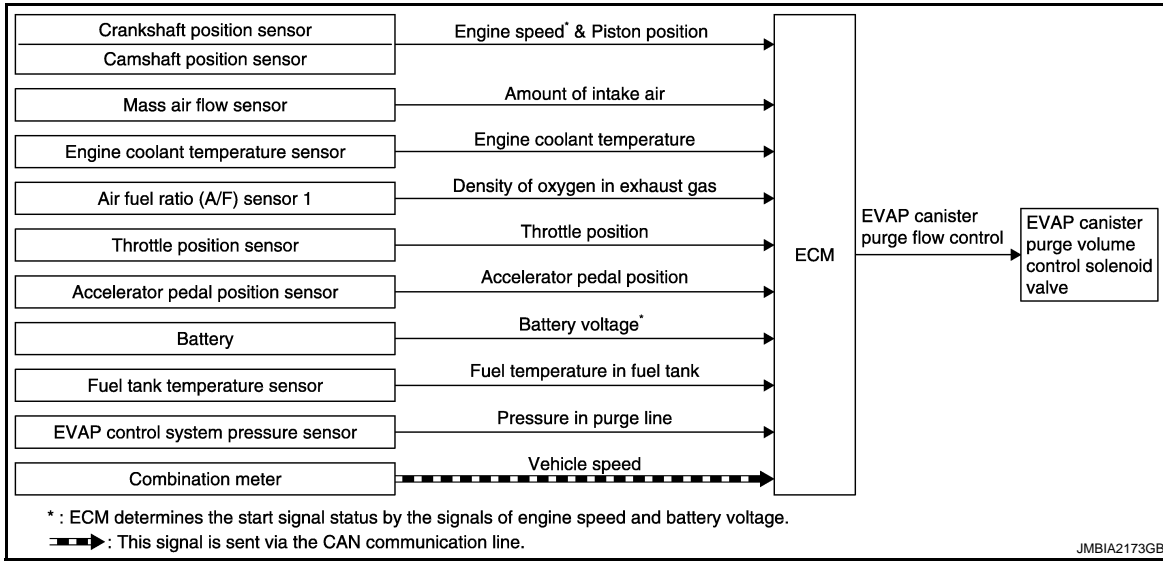 Crankshaft position sensor
Camshaft position sensor
Engine speed* & Piston position
Mass air flow sensor
Amount of intake air
Engine coolant temperature sensor
Engine coolant temperature
Air fuel ratio (A/F) sensor 1
Density of oxygen in exhaust gas
Throttle position sensor
Throttle position
Accelerator pedal position sensor
Accelerator pedal position
Battery
Battery voltage*
Fuel tank temperature sensor
Fuel temperature in fuel tank
EVAP control system pressure sensor
Pressure in purge line
Combination meter
Vehicle speed
ECM
EVAP canister
purge flow control
EVAP canister
purge volume
control solenoid
valve
* : ECM determines the start signal status by the signals of engine speed and battery voltage.
: This signal is sent via the CAN communication line.
JMBIA2173GB